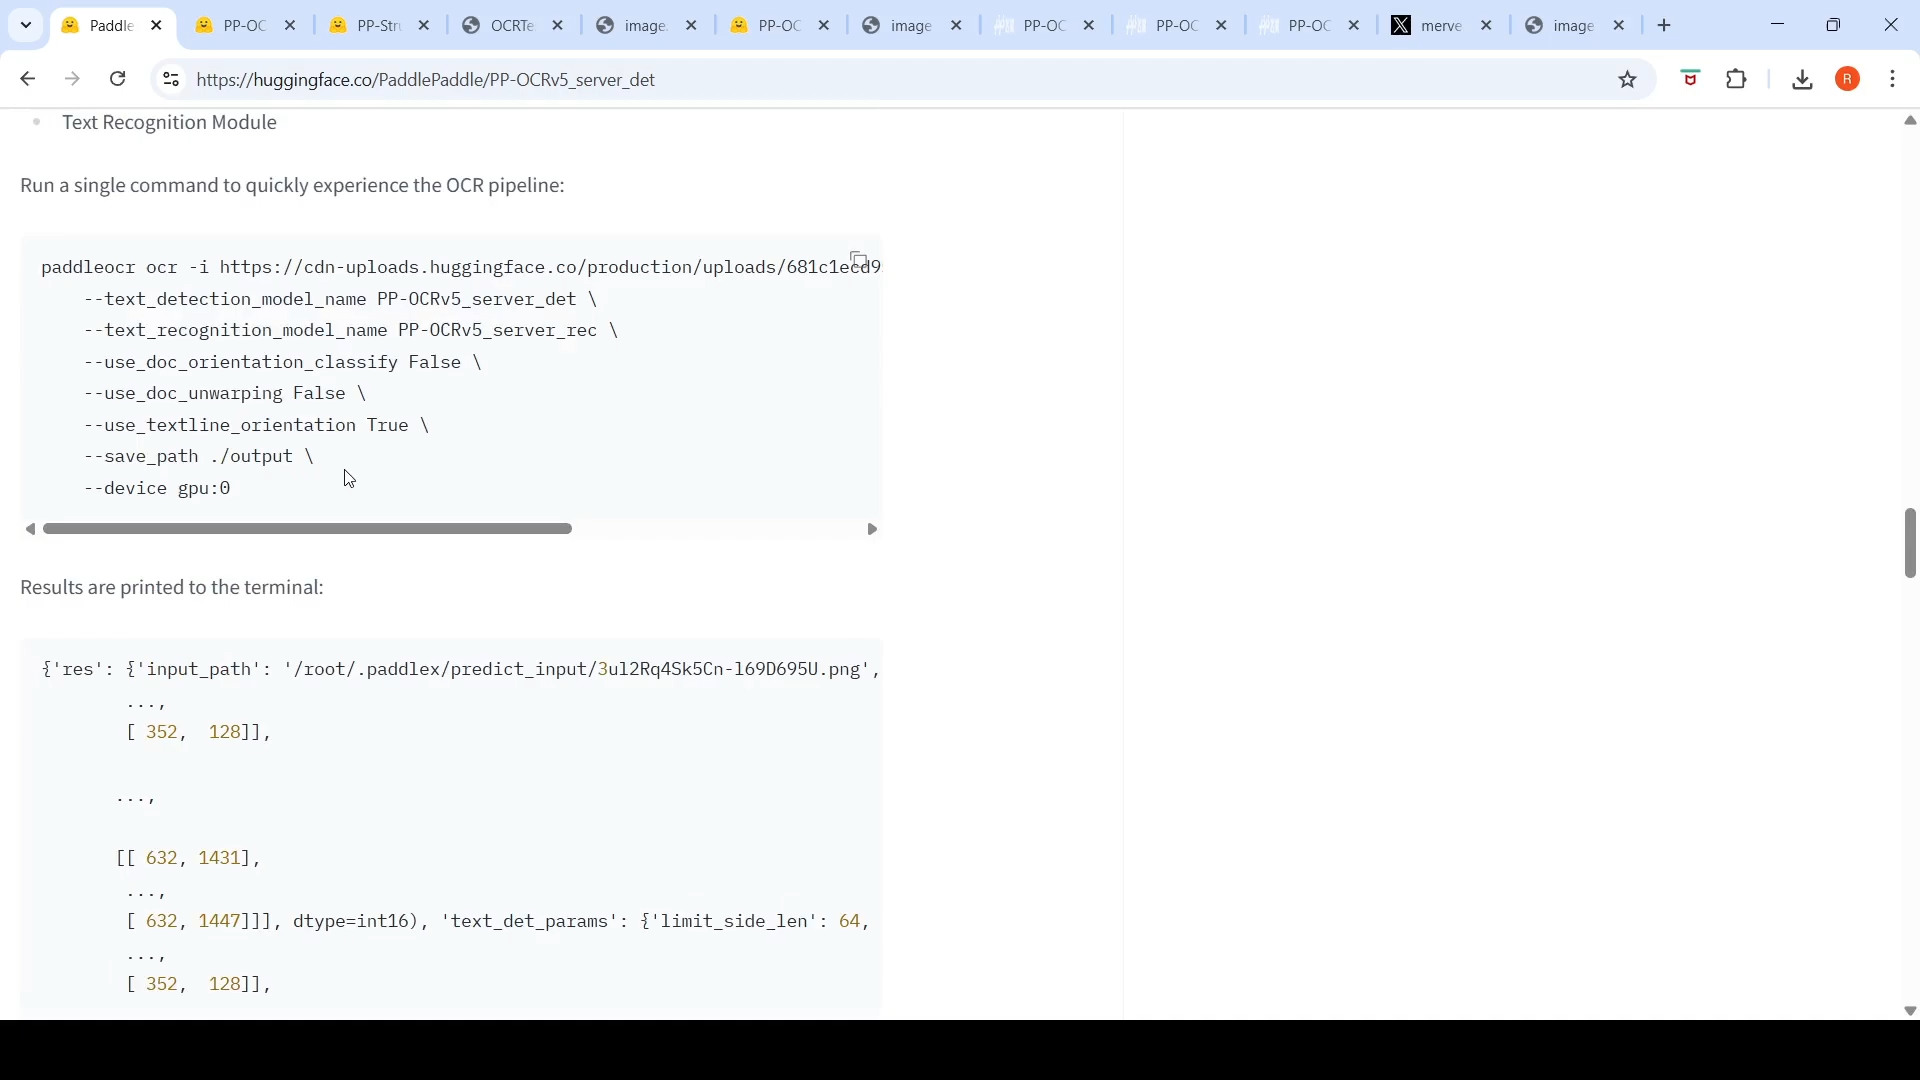 Paddle
PP-OC
PP-Stru
OCRTe
image.
PP-OC
image
PP-OC
PP-OC
PP-OC
merve
image
https://huggingface.co/PaddlePaddle/PP-OCRv5_server_det
R
Text Recognition Module
Run a single command to quickly experience the OCR pipeline:
paddleocr ocr -i https://cdn-uploads.huggingface.co/production/uploads/681c1ecd9
--text_detection_model_name PP-OCRv5_server_det \
--text_recognition_model_name PP-OCRv5_server_rec \
--use_doc_orientation_classify False \
--use_doc_unwarping False \
--use_textline_orientation True \
--save_path ./output \
--device gpu:0
Results are printed to the terminal:
{'res': {'input_path': '/root/.paddlex/predict_input/3ul2Rq4Sk5Cn-l69D695U.png',
...,
[ 352,  128]],
...,
[[ 632, 1431],
...,
[ 632, 1447]]], dtype=int16), 'text_det_params': {'limit_side_len': 64,
...,
[ 352,  128]],